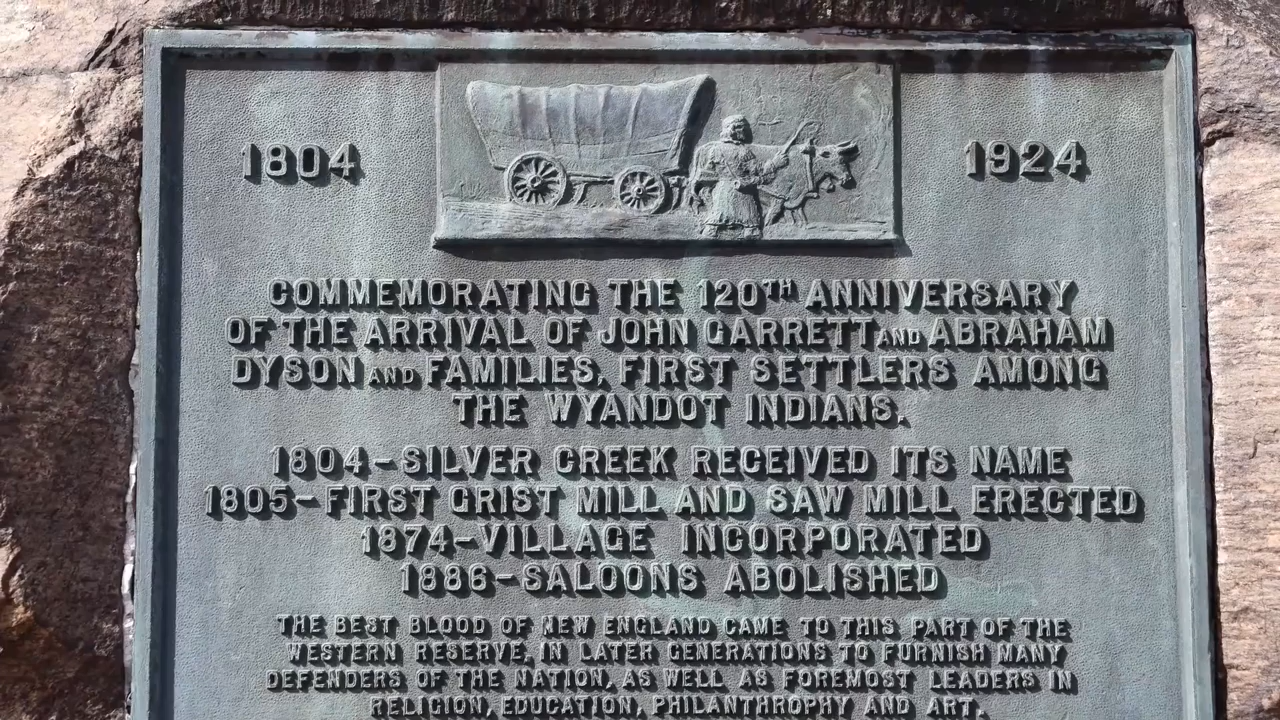 1804
1924
COMMEMORATING THE 120TH ANNIVERSARY
OF THE ARRIVAL OF JOHN GARRETT AND ABRAHAM
DYSON AND FAMILIES, FIRST SETTLERS AMONG
THE WYANDOT INDIANS.
1804-SILVER CREEK RECEIVED ITS NAME
1805-FIRST GRIST MILL AND SAW MILL ERECTED
1874-VILLAGE INCORPORATED
1886-SALOONS ABOLISHED
THE BEST BLOOD OF NEW ENGLAND CAME TO THIS PART OF THE
WESTERN RESERVE, IN LATER GENERATIONS TO FURNISH MANY
DEFENDERS OF THE NATION, AS WELL AS FOREMOST LEADERS IN
RELIGION, EDUCATION, PHILANTHROPHY AND ART.